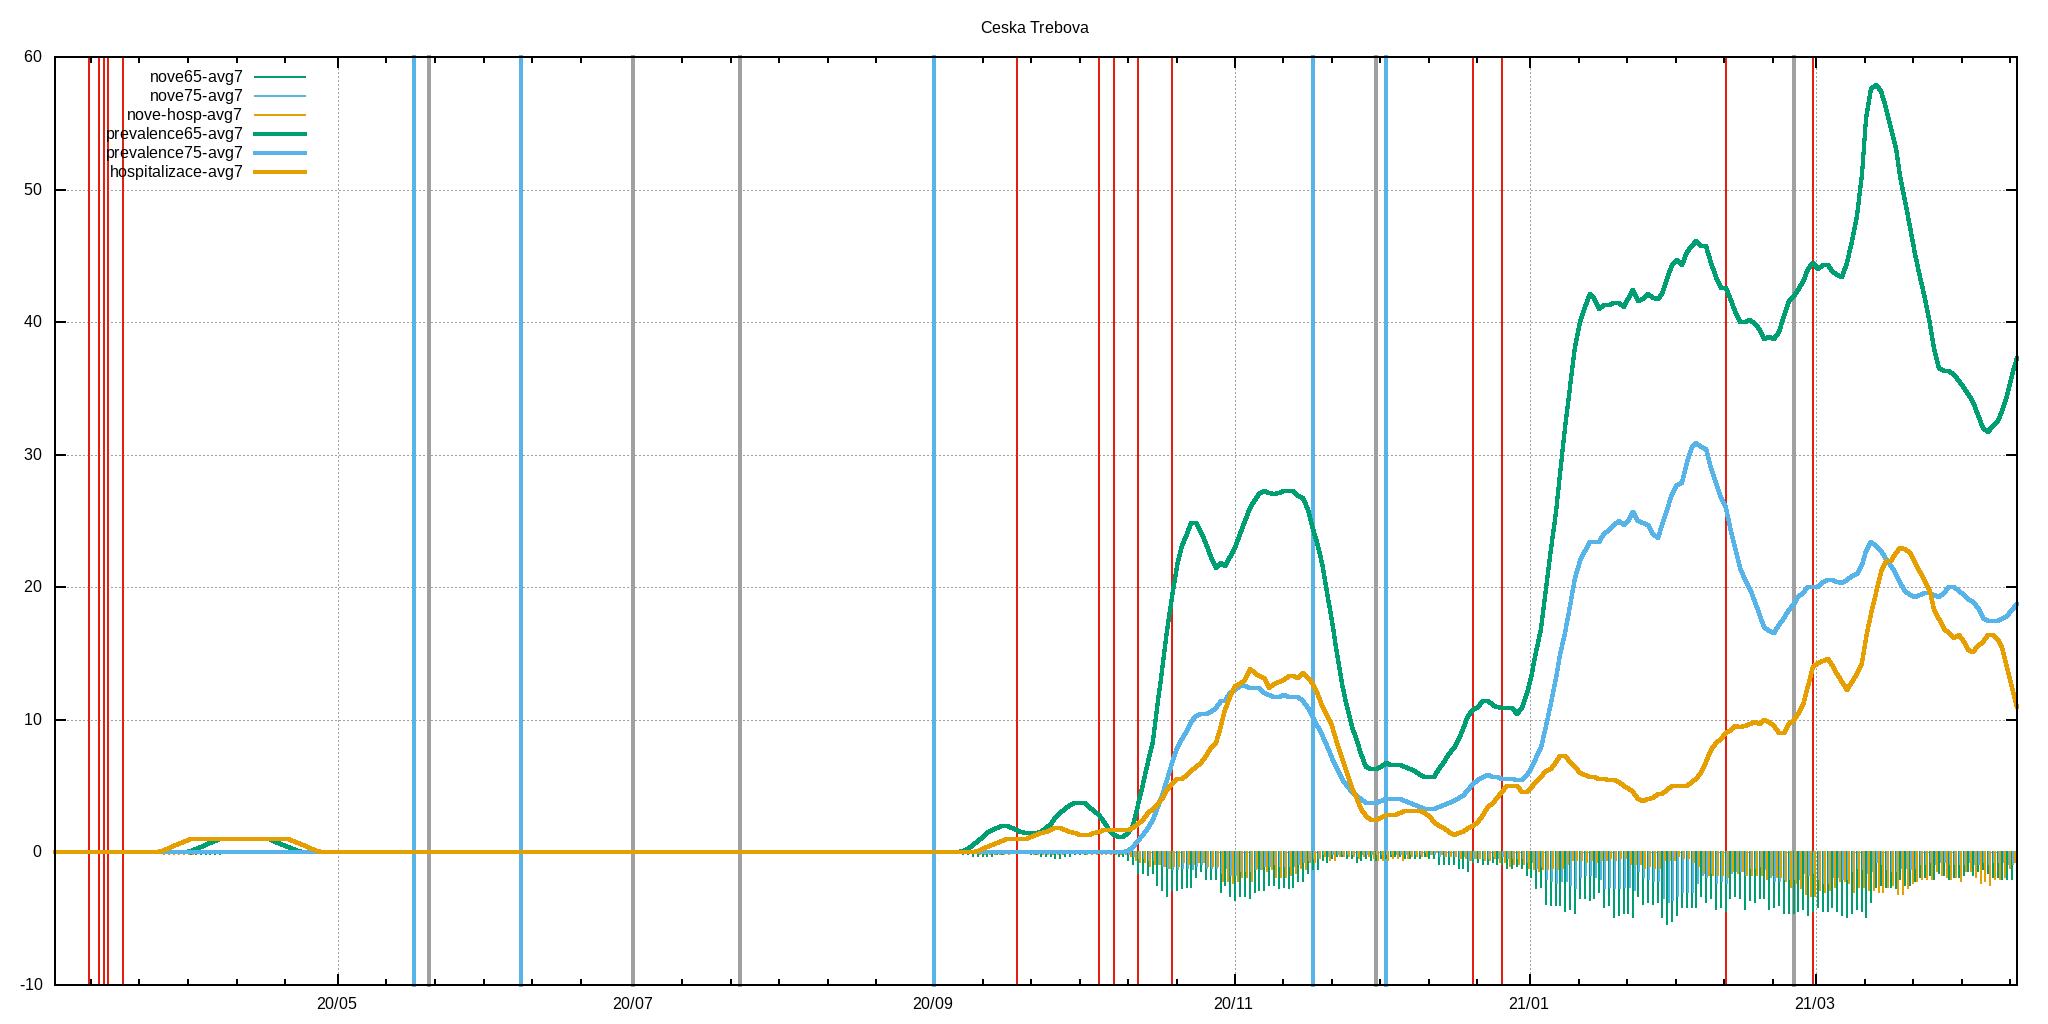 Ceska Trebova
60
50
40
30
20
10
0
-10
nove65-avg7
nove75-avg7
nove-hosp-avg7
prevalence65-avg7
prevalence75-avg7
hospitalizace-avg7
20/05 20/07 20/09 20/11 21/01 21/03